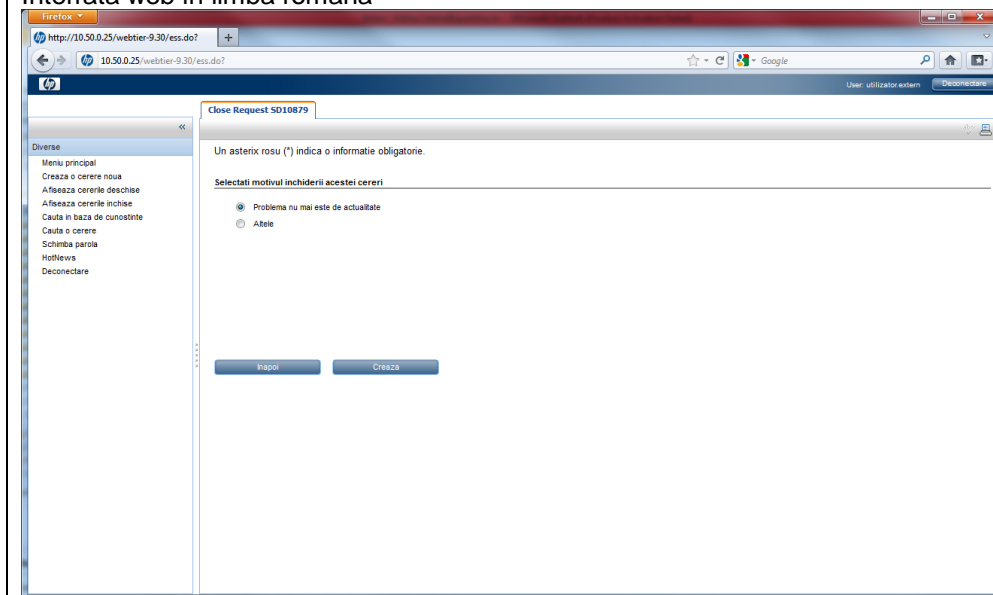 Interfata web in limba romana
Firefox
http://10.50.0.25/webtier-9.30/ess.do?
10.50.0.25/webtier-9.30/ess.do?
Google
hp
User: utilizator.extern
Deconectare
Close Request SD10879
Diverse
Meniu principal
Creaza o cerere noua
Afiseaza cererile deschise
Afiseaza cererile inchise
Cauta in baza de cunostinte
Cauta o cerere
Schimba parola
HotNews
Deconectare
Un asterix rosu (*) indica o informatie obligatorie.
Selectati motivul inchiderii acestei cereri
Problema nu mai este de actualitate
Altele
Inapoi
Creaza